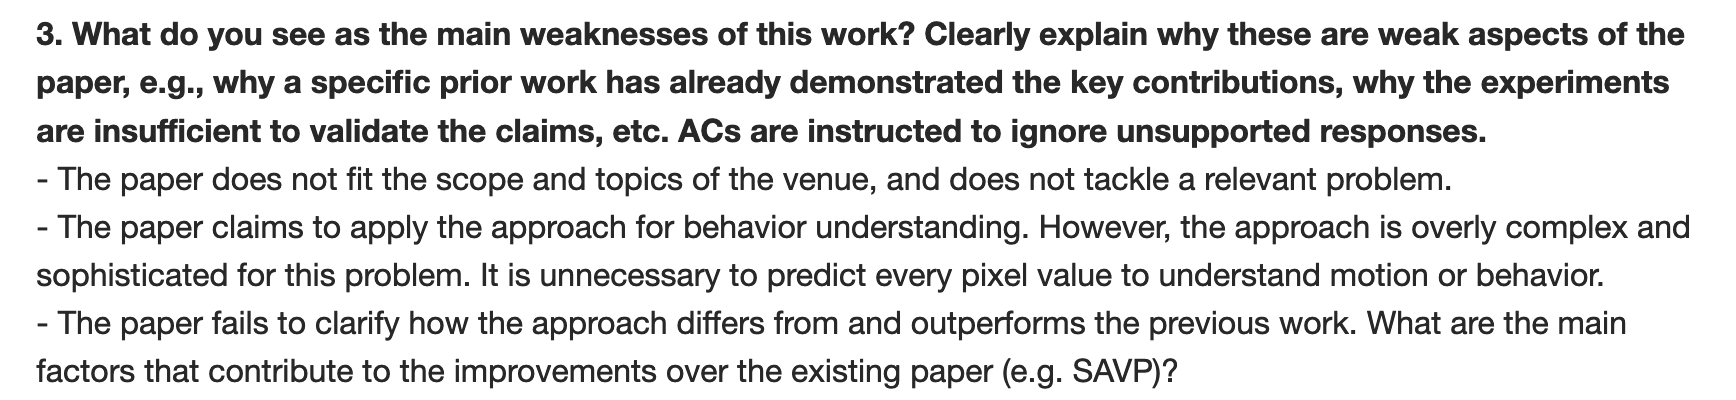 3. What do you see as the main weaknesses of this work? Clearly explain why these are weak aspects of the
paper, e.g., why a specific prior work has already demonstrated the key contributions, why the experiments
are insufficient to validate the claims, etc. ACs are instructed to ignore unsupported responses.
- The paper does not fit the scope and topics of the venue, and does not tackle a relevant problem.
- The paper claims to apply the approach for behavior understanding. However, the approach is overly complex and
sophisticated for this problem. It is unnecessary to predict every pixel value to understand motion or behavior.
- The paper fails to clarify how the approach differs from and outperforms the previous work. What are the main
factors that contribute to the improvements over the existing paper (e.g. SAVP)?